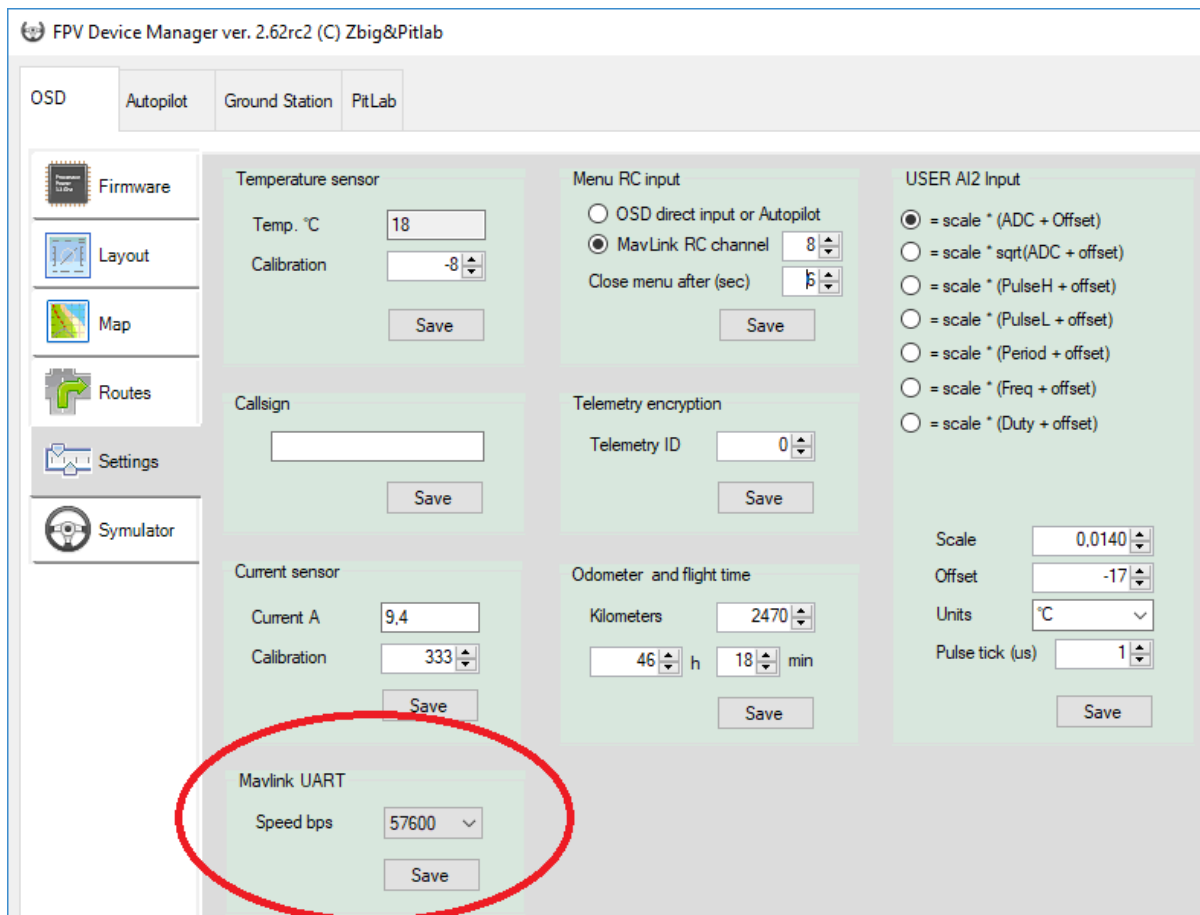 FPV Device Manager ver. 2.62rc2 (C) Zbig&Pitlab
OSD
Autopilot
Ground Station
PitLab
Firmware
Layout
Map
Routes
Settings
Symulator
Temperature sensor
Temp. °C 18
Calibration -8
Save
Callsign
Save
Current sensor
Current A 9,4
Calibration 333
Save
Mavlink UART
Speed bps 57600
Save
Menu RC input
OSD direct input or Autopilot
MavLink RC channel 8
Close menu after (sec) 6
Save
Telemetry encryption
Telemetry ID 0
Save
Odometer and flight time
Kilometers 2470
46 h 18 min
Save
USER AI2 Input
= scale * (ADC + Offset)
= scale * sqrt(ADC + offset)
= scale * (PulseH + offset)
= scale * (PulseL + offset)
= scale * (Period + offset)
= scale * (Freq + offset)
= scale * (Duty + offset)
Scale 0,0140
Offset -17
Units °C
Pulse tick (us) 1
Save